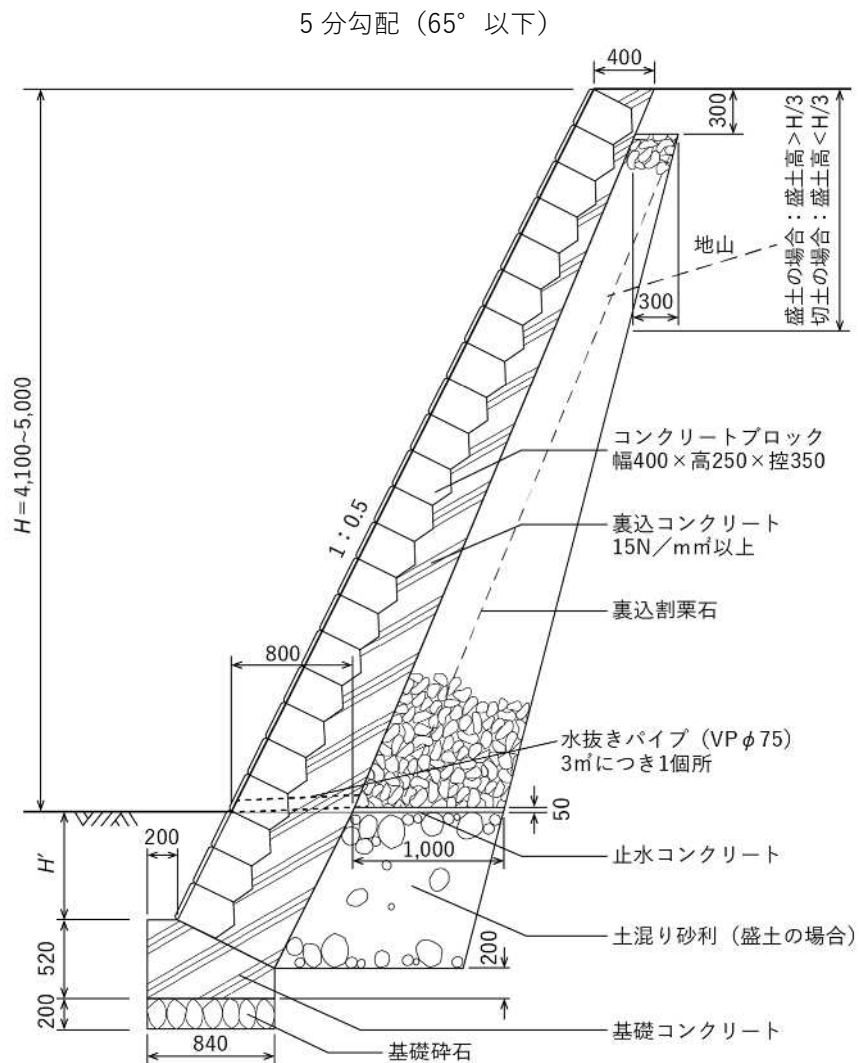 5分勾配（65°以下）
400
300
盛土の場合：盛土高＞H/3
切土の場合：盛土高＜H/3
地山
300
H＝4,100~5,000
コンクリートブロック
幅400×高250×控350
1：0.5
裏込コンクリート
15N／m㎡以上
裏込割栗石
800
水抜きパイプ（VPφ75）
3㎡につき1個所
50
200
1,000
止水コンクリート
H'
土混り砂利（盛土の場合）
200
520
200
基礎コンクリート
840
基礎砕石